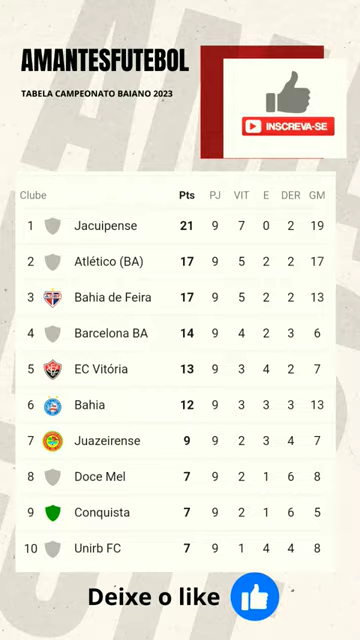 AMANTESFUTEBOL
TABELA CAMPEONATO BAIANO 2023
INSCREVA-SE
Clube Pts PJ VIT E DER GM
1 Jacuipense 21 9 7 0 2 19
2 Atlético (BA) 17 9 5 2 2 17
3 Bahia de Feira 17 9 5 2 2 13
4 Barcelona BA 14 9 4 2 3 6
5 EC Vitória 13 9 3 4 2 7
6 Bahia 12 9 3 3 3 13
7 Juazeirense 9 9 2 3 4 7
8 Doce Mel 7 9 2 1 6 8
9 Conquista 7 9 2 1 6 5
10 Unirb FC 7 9 1 4 4 8
Deixe o like